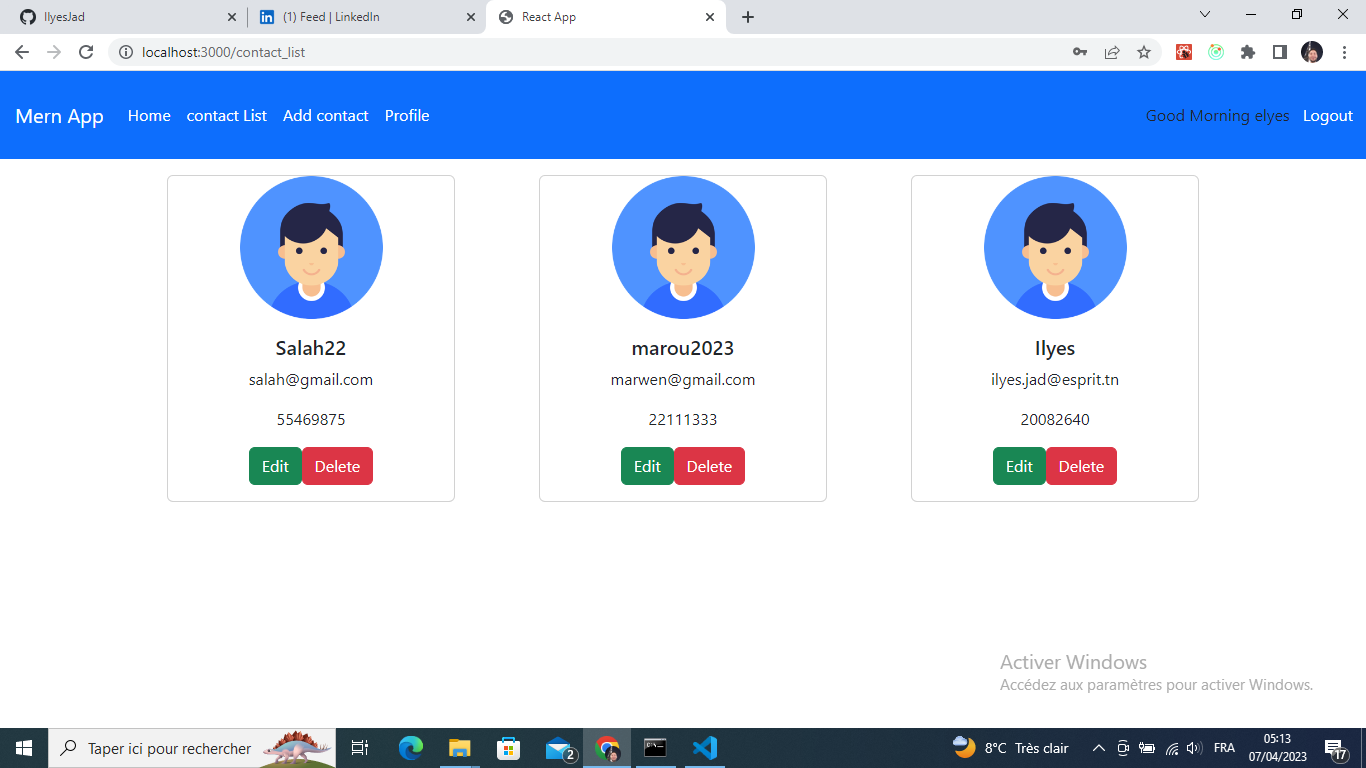 IlyesJad
(1) Feed | LinkedIn
React App
localhost:3000/contact_list
Mern App
Home
contact List
Add contact
Profile
Good Morning elyes
Logout
Salah22
salah@gmail.com
55469875
Edit
Delete
marou2023
marwen@gmail.com
22111333
Edit
Delete
Ilyes
ilyes.jad@esprit.tn
20082640
Edit
Delete
Activer Windows
Accédez aux paramètres pour activer Windows.
Taper ici pour rechercher
2
8°C Très clair
FRA
05:13
07/04/2023
17